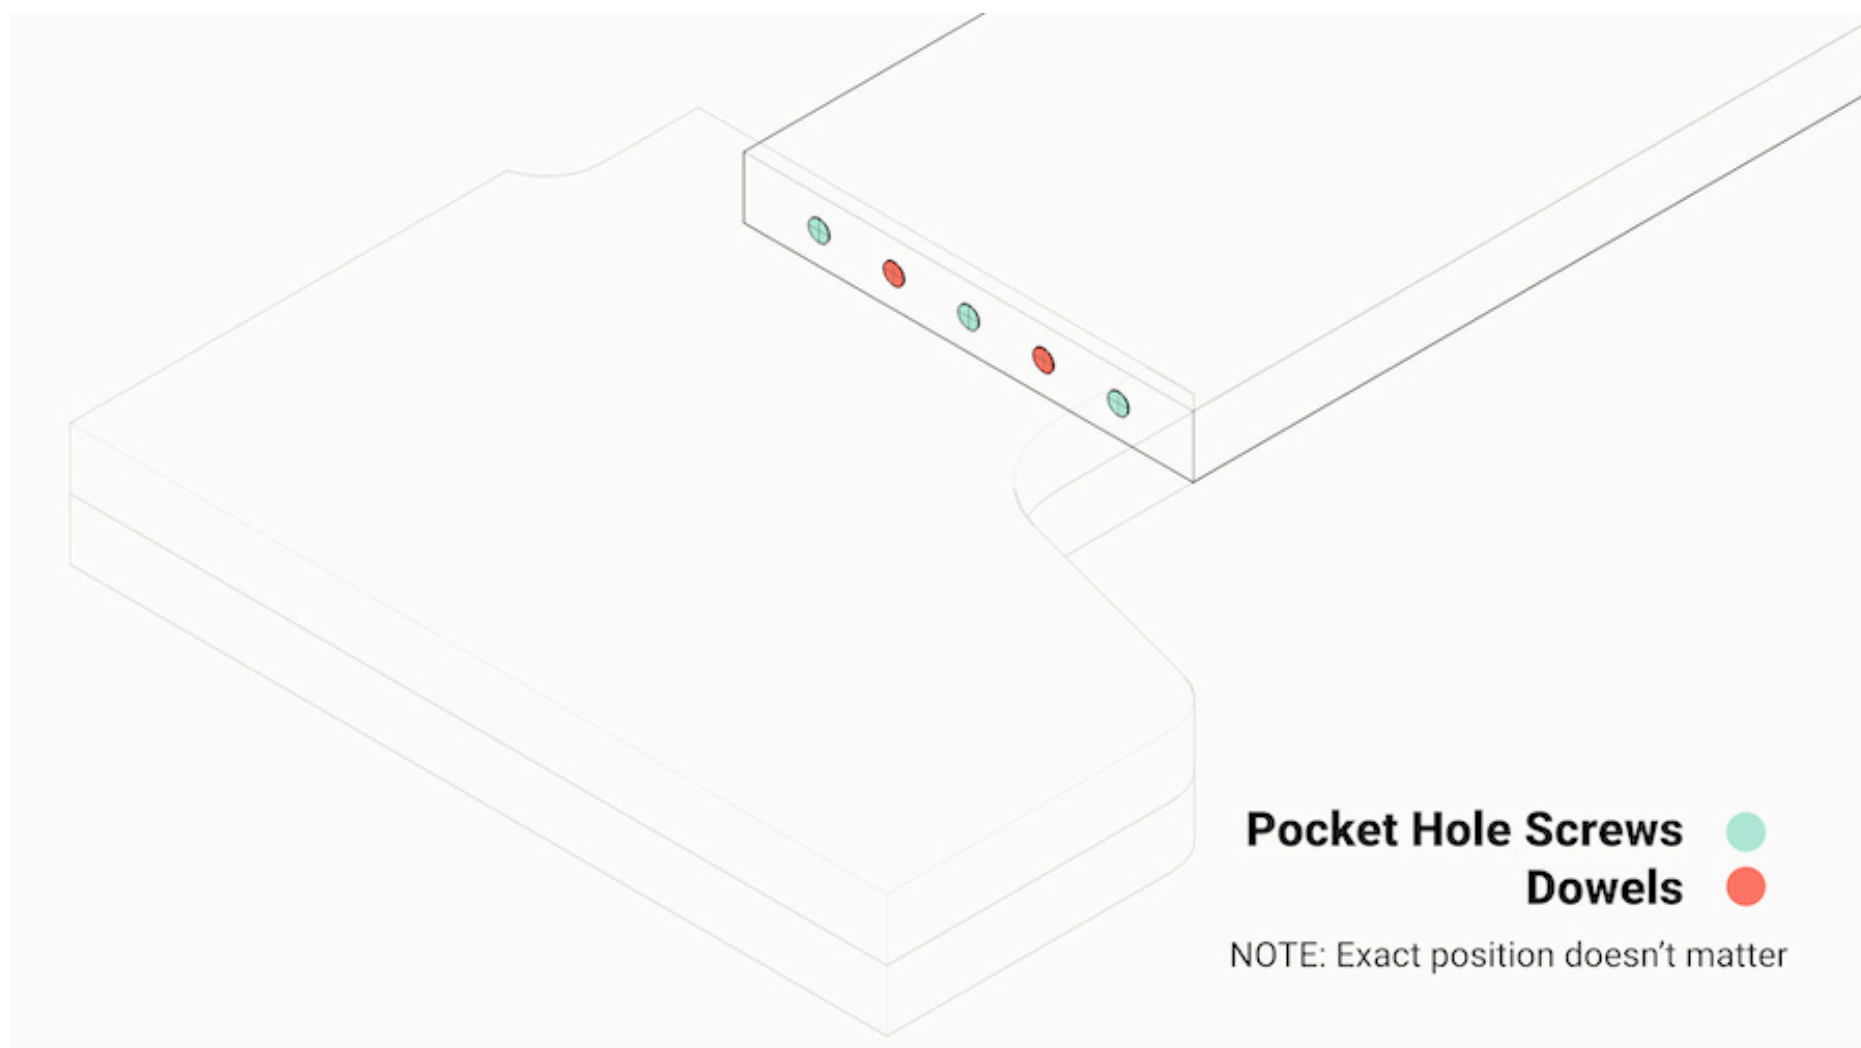 Pocket Hole Screws
Dowels
NOTE: Exact position doesn’t matter